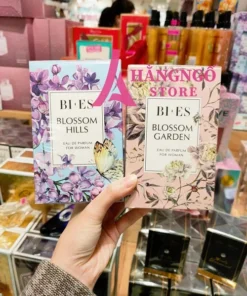 HẰNGNGÔ
STORE
BI·ES
BLOSSOM
HILLS
EAU DE PARFUM
FOR WOMAN
BI·ES
BLOSSOM
GARDEN
EAU DE PARFUM
FOR WOMAN